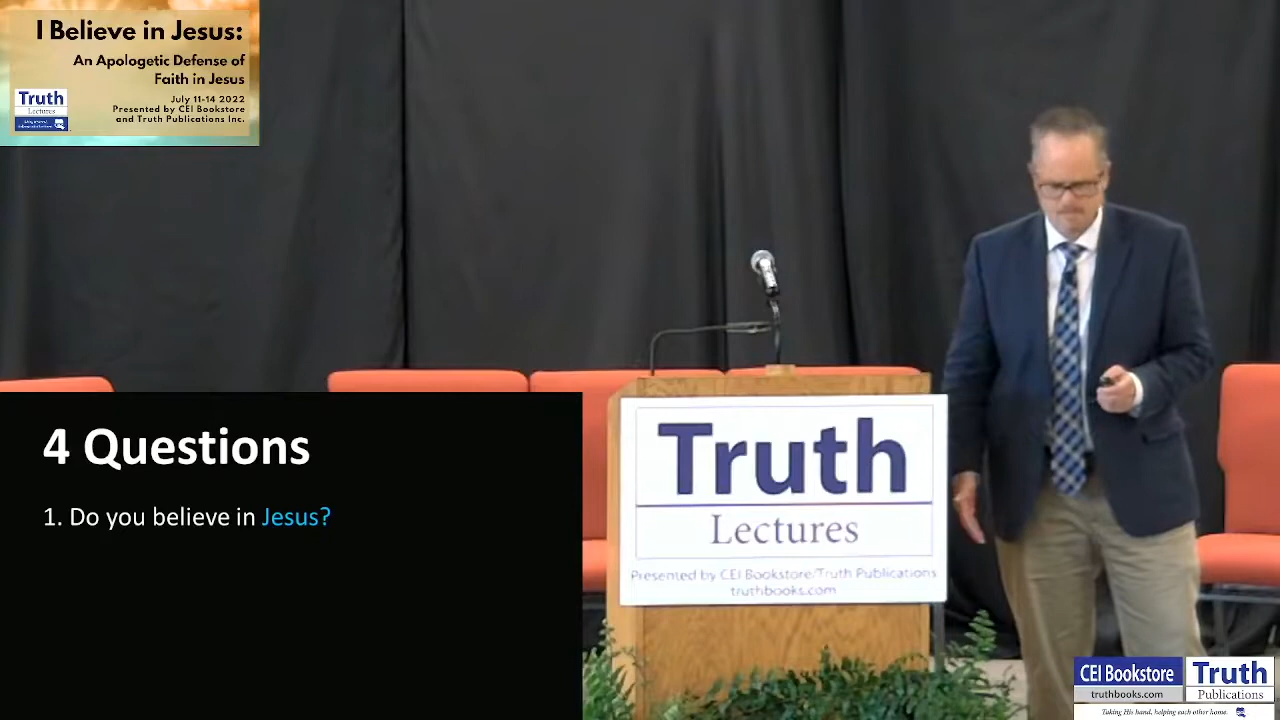 I Believe in Jesus:
An Apologetic Defense of
Faith in Jesus
July 11-14 2022
Presented by CEI Bookstore
and Truth Publications Inc.
Truth
Lectures
4 Questions
1. Do you believe in Jesus?
Truth
Lectures
Presented by CEI Bookstore/Truth Publications
truthbooks.com
CEI Bookstore
truthbooks.com
Truth
Publications
Taking His hand, helping each other home.